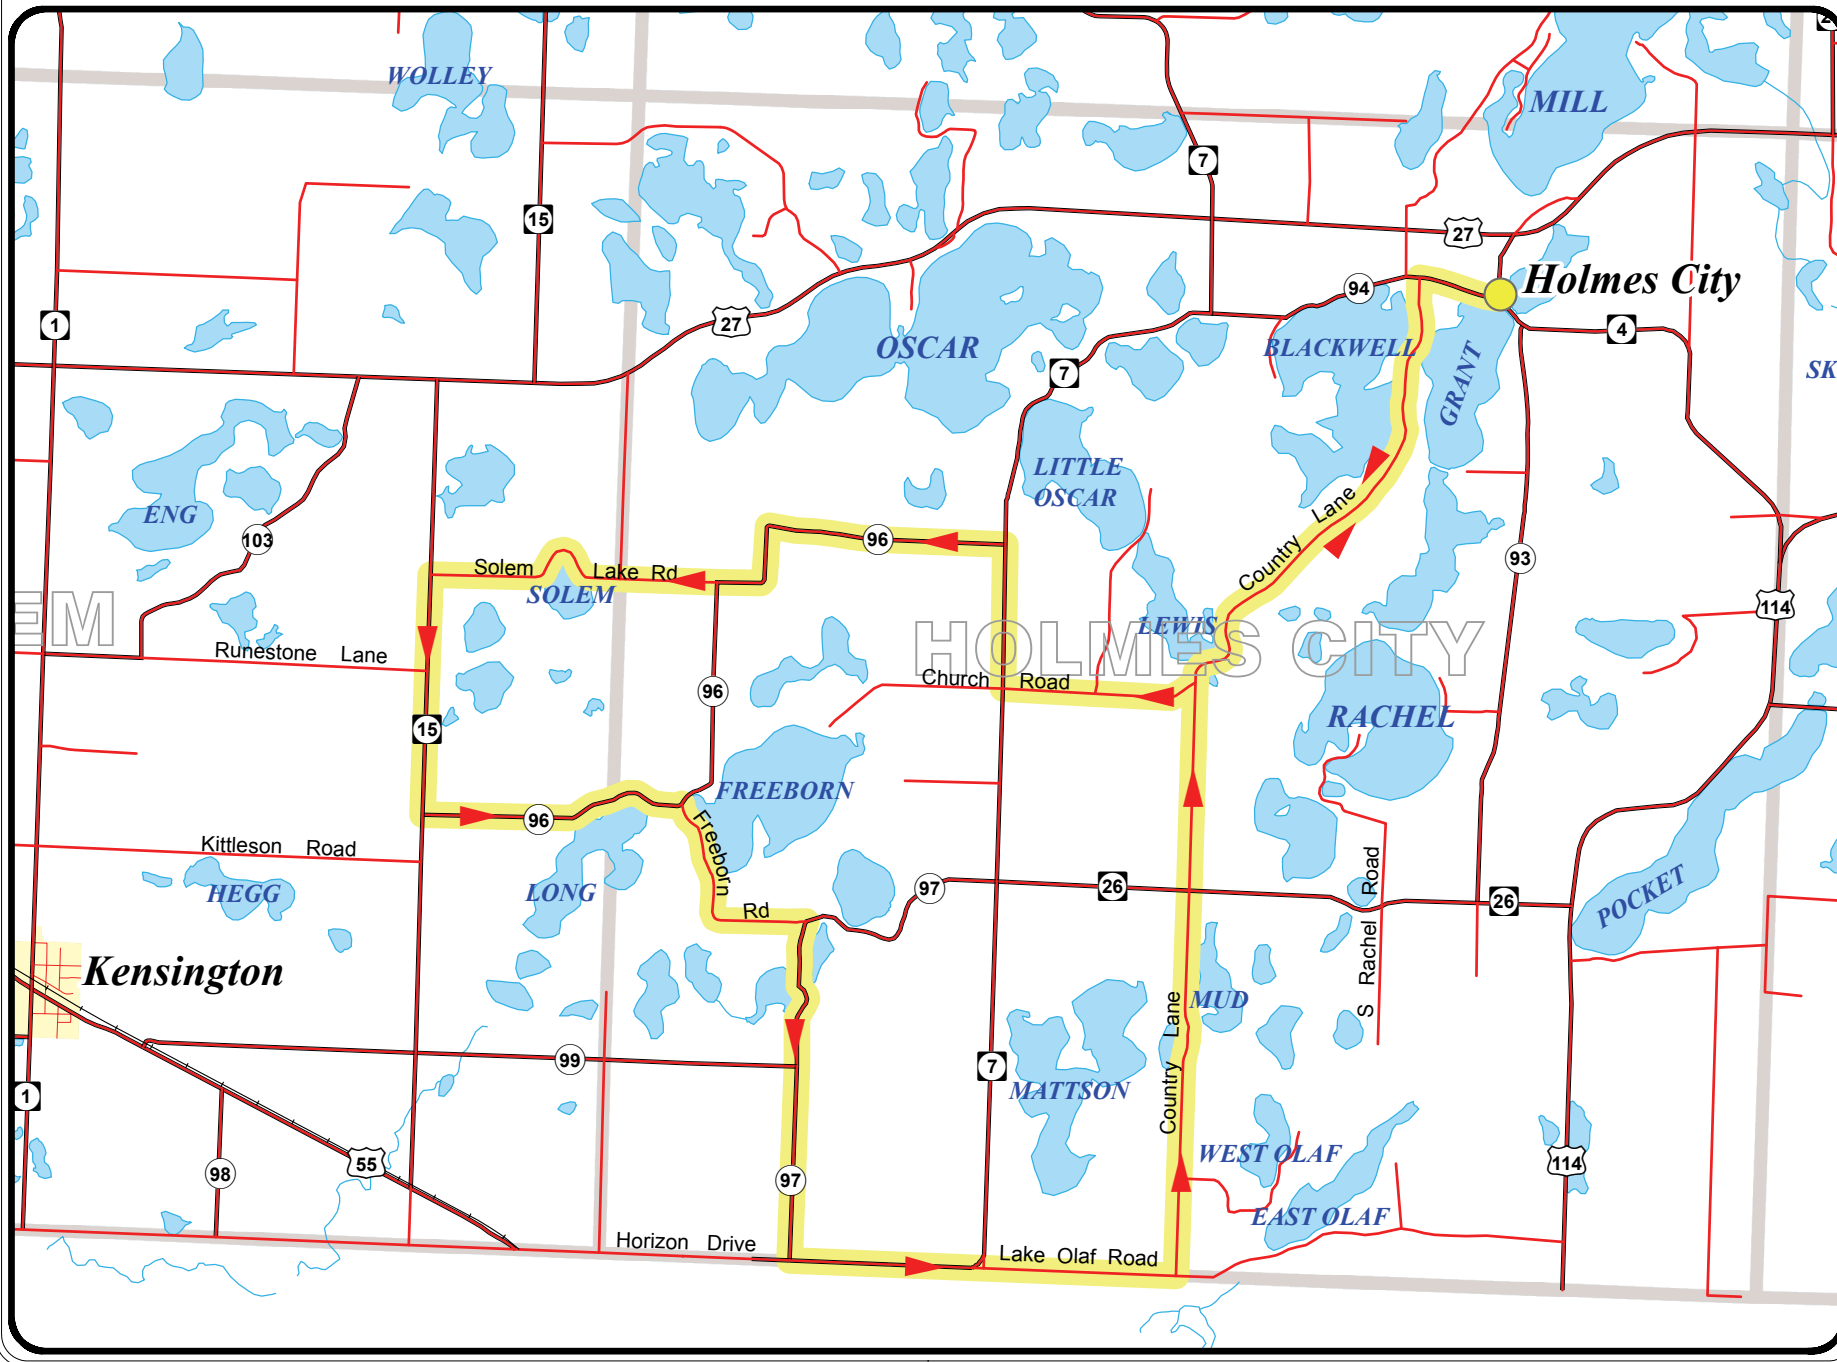 2
WOLLEY
MILL
7
15
27
Holmes City
94
1
27
4
OSCAR
BLACKWELL
GRANT
SK
7
LITTLE
OSCAR
ENG
Country Lane
103
96
93
Solem Lake Rd
SOLEM
114
EM
LEWIS
HOLMES CITY
Runestone Lane
Church Road
96
RACHEL
15
FREEBORN
96
Freeborn Rd
Kittleson Road
HEGG
LONG
97
26
26
S Rachel Road
POCKET
Kensington
MUD
Country Lane
99
7
MATTSON
1
WEST OLAF
55
98
97
114
EAST OLAF
Horizon Drive
Lake Olaf Road